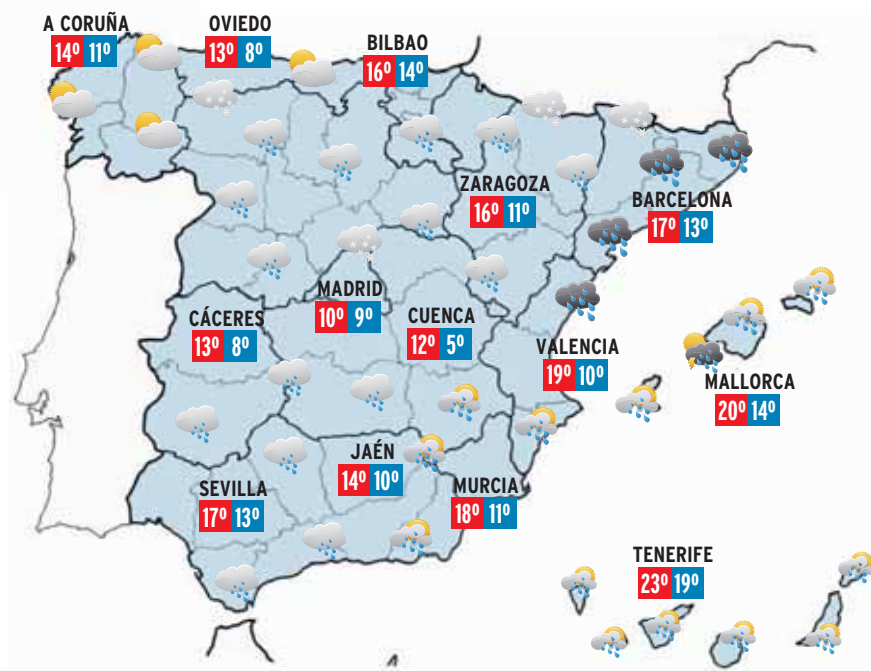 A CORUÑA
14º 11º
OVIEDO
13º 8º
BILBAO
16º 14º
ZARAGOZA
16º 11º
BARCELONA
17º 13º
MADRID
10º 9º
CÁCERES
13º 8º
CUENCA
12º 5º
VALENCIA
19º 10º
MALLORCA
20º 14º
JAÉN
14º 10º
SEVILLA
17º 13º
MURCIA
18º 11º
TENERIFE
23º 19º